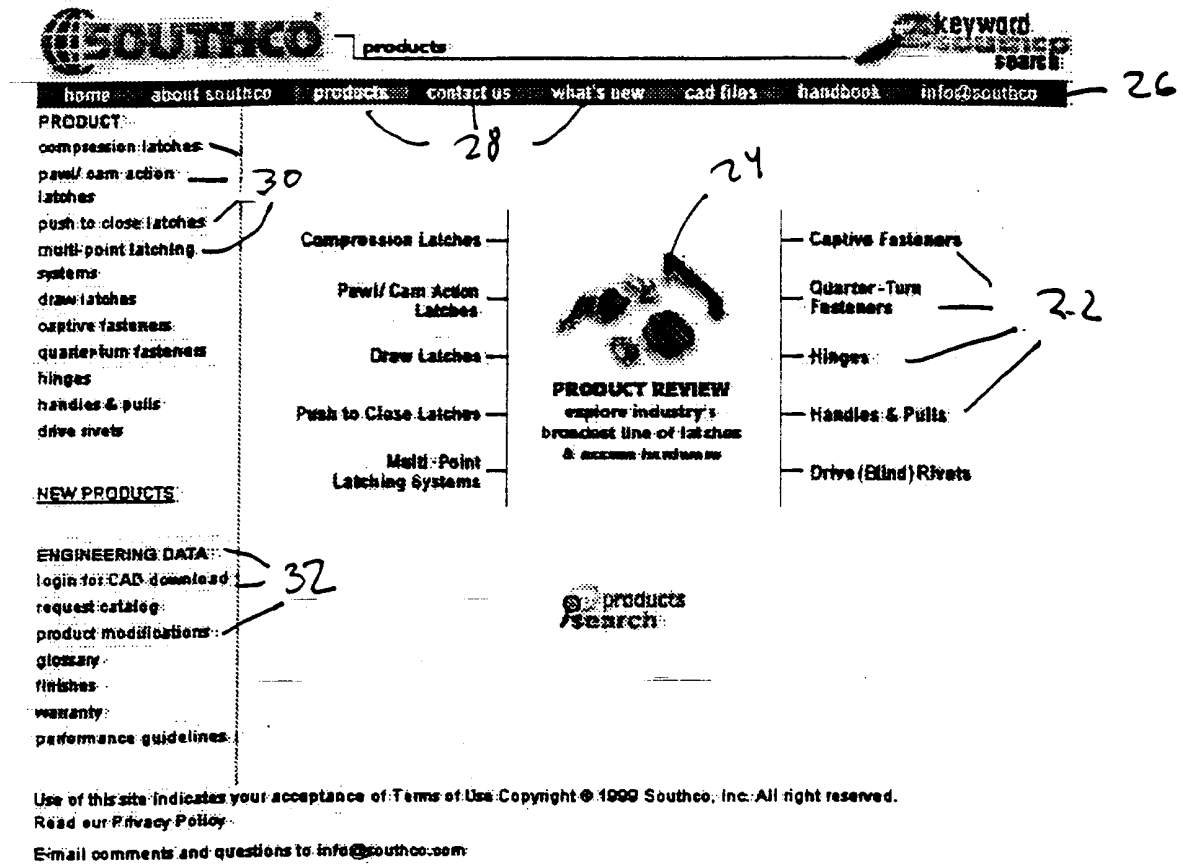 SOUTHCO
products
keyword
southco
search
home about southco products contact us what's new cad files handbook info@southco
26
28
PRODUCT
compession latches
pawl/ cam action
latches
push to close latches
multi-point latching
systems
draw latches
captive fasteners
quarter-turn fasteners
hinges
handles & pulls
drive rivets
30
NEW PRODUCTS
ENGINEERING DATA
login for CAD download
request catalog
product modifications
glossary
finishes
warranty
performance guidelines
32
Compression Latches
Pawl/ Cam Action
Latches
Draw Latches
Push to Close Latches
Multi-Point
Latching Systems
24
PRODUCT REVIEW
explore industry's
broadest line of latches
& access hardware
Captive Fasteners
Quarter-Turn
Fasteners
Hinges
Handles & Pulls
Drive (Blind) Rivets
22
products
search
Use of this site indicates your acceptance of Terms of Use Copyright © 1999 Southco, Inc. All right reserved.
Read our Privacy Policy
E-mail comments and questions to info@southco.com